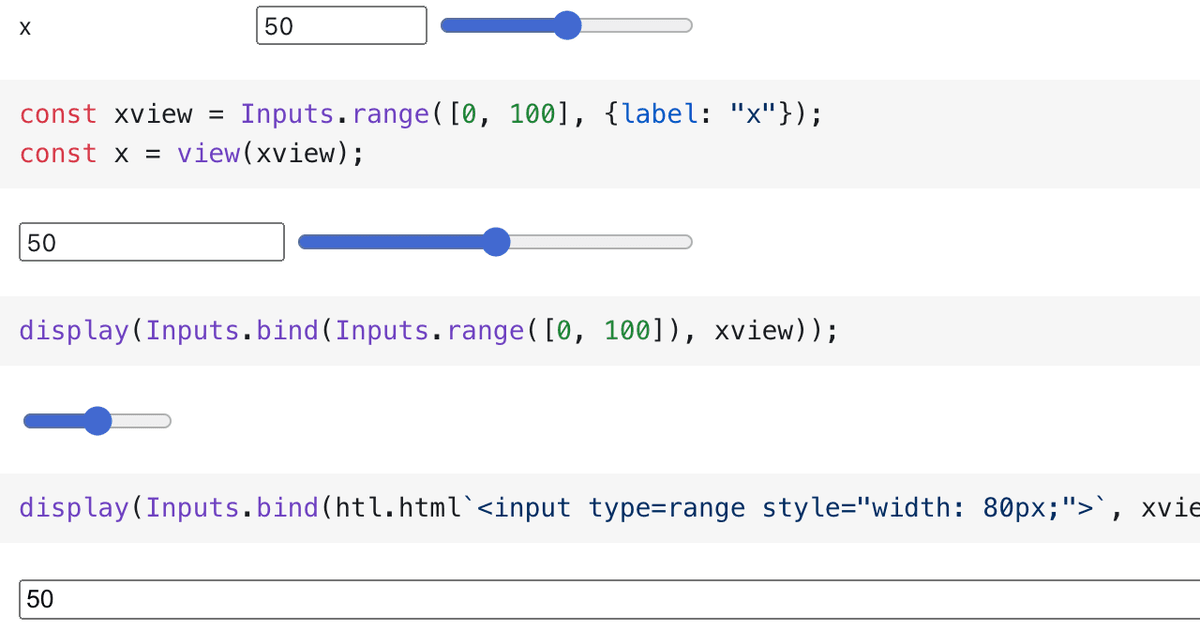 x 50
const xview = Inputs.range([0, 100], {label: "x"});
const x = view(xview);
50
display(Inputs.bind(Inputs.range([0, 100]), xview));
display(Inputs.bind(htl.html`<input type=range style="width: 80px;">`, xvie
50